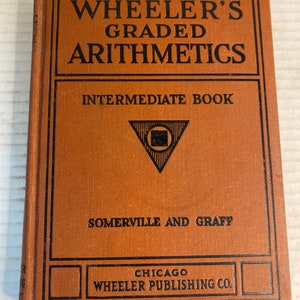 WHEELER'S
GRADED
ARITHMETICS
INTERMEDIATE BOOK
SOMERVILLE AND GRAFF
CHICAGO
WHEELER PUBLISHING CO.